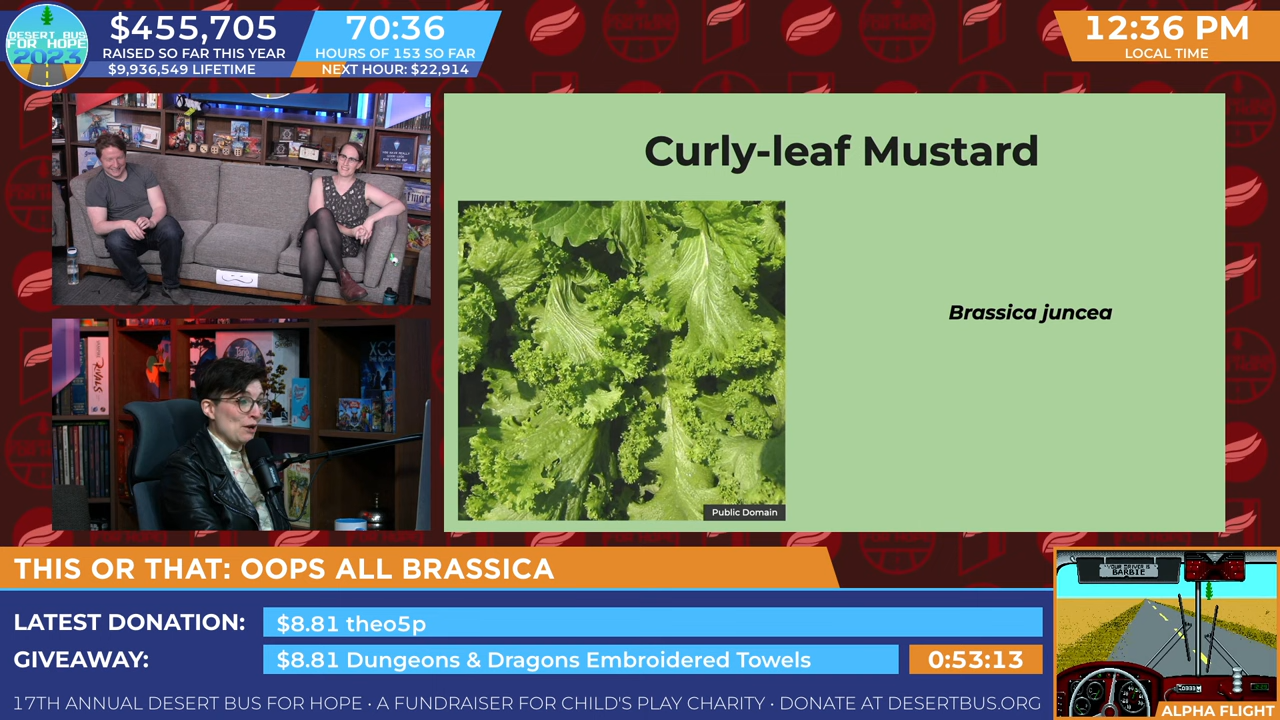 DESERT BUS
FOR HOPE
2023
$455,705
RAISED SO FAR THIS YEAR
$9,936,549 LIFETIME
70:36
HOURS OF 153 SO FAR
NEXT HOUR: $22,914
12:36 PM
LOCAL TIME
Curly-leaf Mustard
Brassica juncea
Public Domain
RIVALS
THIS OR THAT: OOPS ALL BRASSICA
LATEST DONATION:
$8.81 theo5p
GIVEAWAY:
$8.81 Dungeons & Dragons Embroidered Towels
0:53:13
17TH ANNUAL DESERT BUS FOR HOPE • A FUNDRAISER FOR CHILD'S PLAY CHARITY • DONATE AT DESERTBUS.ORG
YOUR DRIVER IS
BARBIE
ALPHA FLIGHT